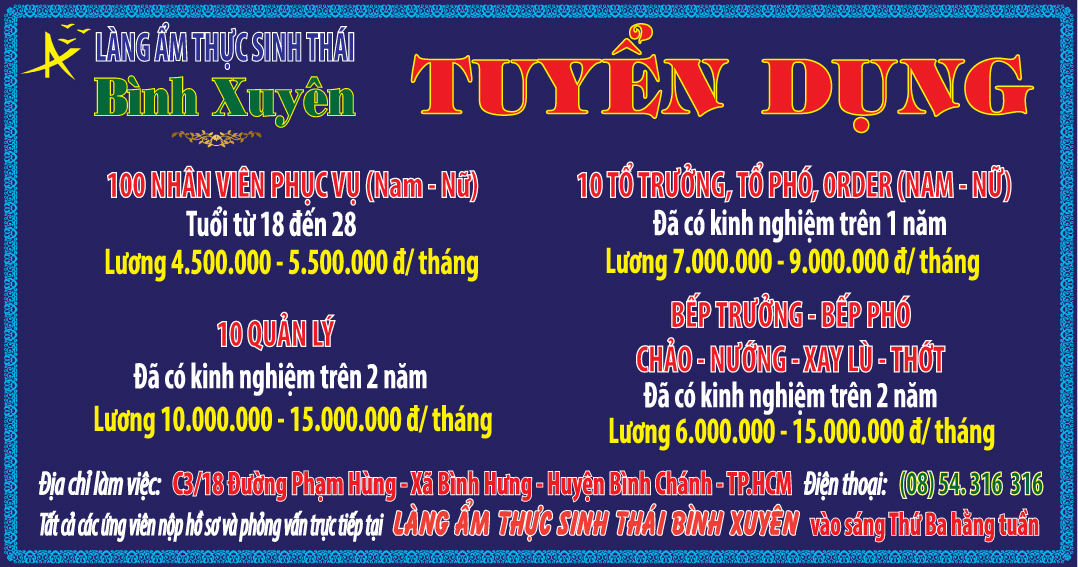 LÀNG ẨM THỰC SINH THÁI
Bình Xuyên
TUYỂN DỤNG
100 NHÂN VIÊN PHỤC VỤ (Nam - Nữ)
Tuổi từ 18 đến 28
Lương 4.500.000 - 5.500.000 đ/ tháng
10 TỔ TRƯỞNG, TỔ PHÓ, ORDER (NAM - NỮ)
Đã có kinh nghiệm trên 1 năm
Lương 7.000.000 - 9.000.000 đ/ tháng
10 QUẢN LÝ
Đã có kinh nghiệm trên 2 năm
Lương 10.000.000 - 15.000.000 đ/ tháng
BẾP TRƯỞNG - BẾP PHÓ
CHẢO - NƯỚNG - XAY LÙ - THỚT
Đã có kinh nghiệm trên 2 năm
Lương 6.000.000 - 15.000.000 đ/ tháng
Địa chỉ làm việc: C3/18 Đường Phạm Hùng - Xã Bình Hưng - Huyện Bình Chánh - TP.HCM Điện thoại: (08) 54. 316 316
Tất cả các ứng viên nộp hồ sơ và phỏng vấn trực tiếp tại LÀNG ẨM THỰC SINH THÁI BÌNH XUYÊN vào sáng Thứ Ba hằng tuần